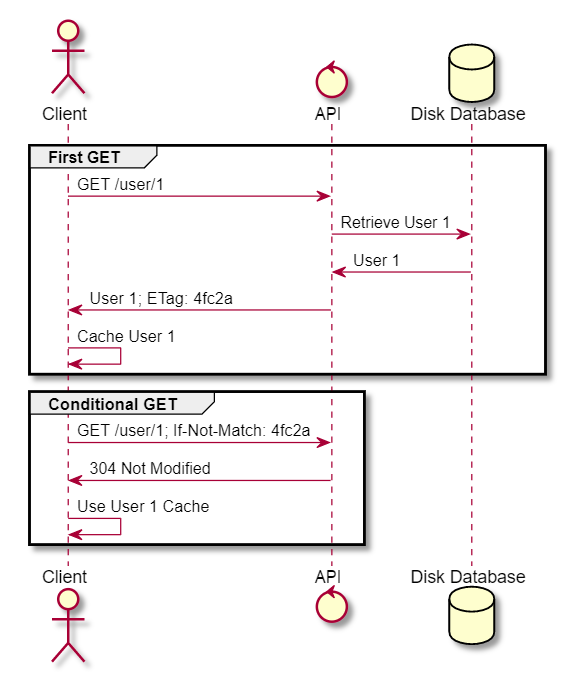 Client
API
Disk Database
First GET
GET /user/1
Retrieve User 1
User 1
User 1; ETag: 4fc2a
Cache User 1
Conditional GET
GET /user/1; If-Not-Match: 4fc2a
304 Not Modified
Use User 1 Cache
Client
API
Disk Database